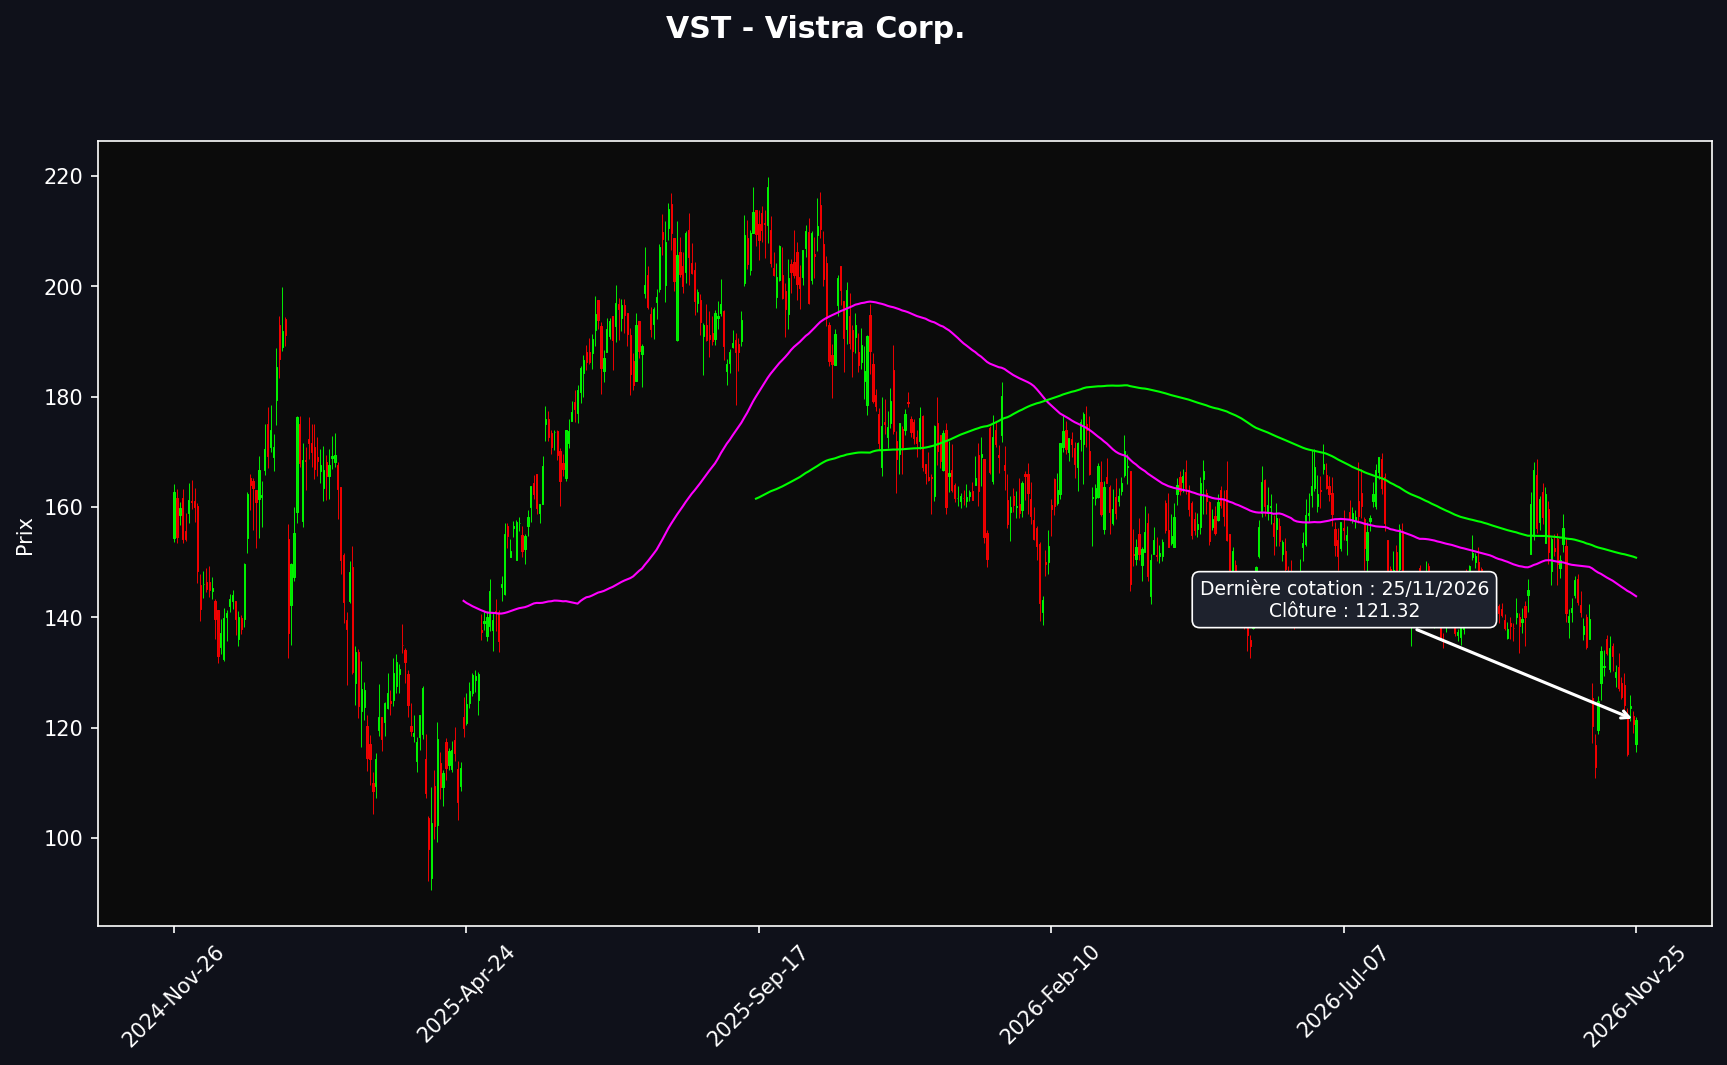 VST - Vistra Corp.
Prix
220
200
180
160
140
120
100
Dernière cotation : 25/11/2026
Clôture : 121.32
2024-Nov-26
2025-Apr-24
2025-Sep-17
2026-Feb-10
2026-Jul-07
2026-Nov-25